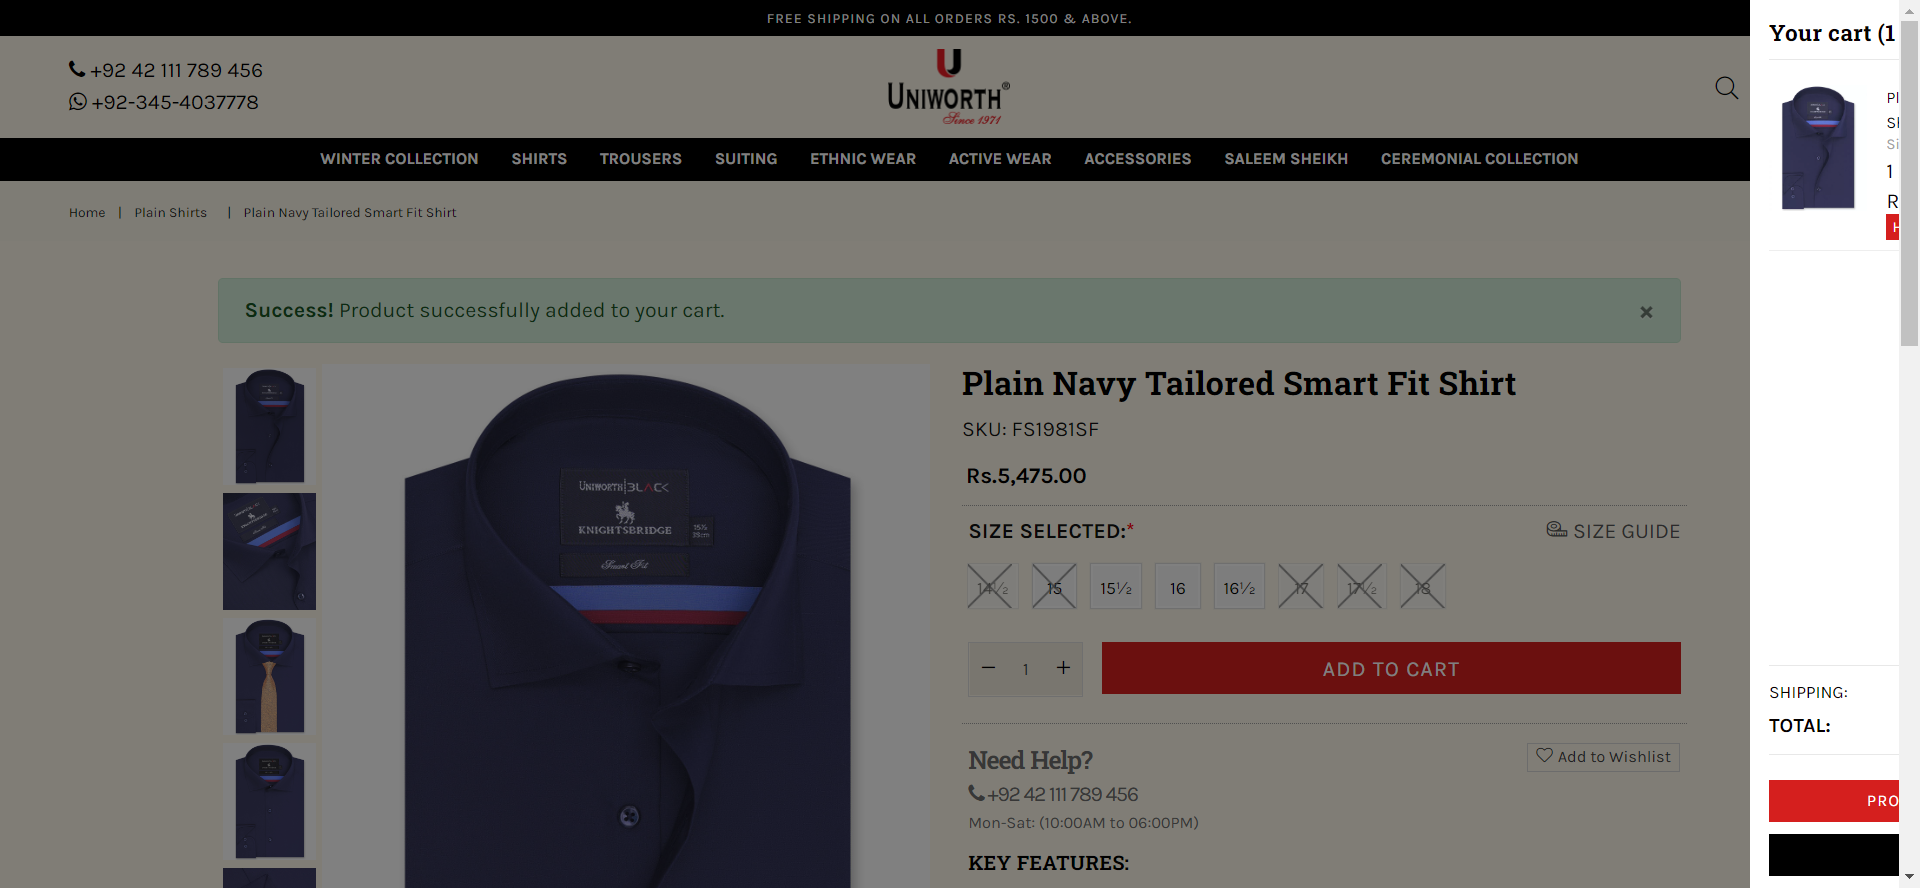 FREE SHIPPING ON ALL ORDERS RS. 1500 & ABOVE.
+92 42 111 789 456
+92-345-4037778
UNIWORTH®
Since 1971
WINTER COLLECTION SHIRTS TROUSERS SUITING ETHNIC WEAR ACTIVE WEAR ACCESSORIES SALEEM SHEIKH CEREMONIAL COLLECTION
Home | Plain Shirts | Plain Navy Tailored Smart Fit Shirt
Success! Product successfully added to your cart. ×
UNIWORTH|BLACK
KNIGHTSBRIDGE
15½
39cm
Smart Fit
Plain Navy Tailored Smart Fit Shirt
SKU: FS1981SF
Rs.5,475.00
SIZE SELECTED:* SIZE GUIDE
14½ 15 15½ 16 16½ 17 17½ 18
− 1 + ADD TO CART
Need Help? Add to Wishlist
+92 42 111 789 456
Mon-Sat: (10:00AM to 06:00PM)
KEY FEATURES:
Your cart (1
Pl
Sl
Si
1
R
SHIPPING:
TOTAL:
PRO